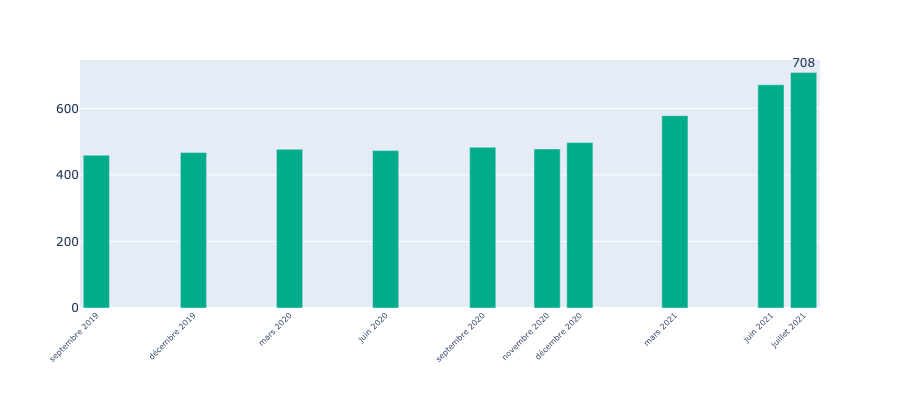 708
600
400
200
0
septembre 2019
décembre 2019
mars 2020
juin 2020
septembre 2020
novembre 2020
décembre 2020
mars 2021
juin 2021
juillet 2021